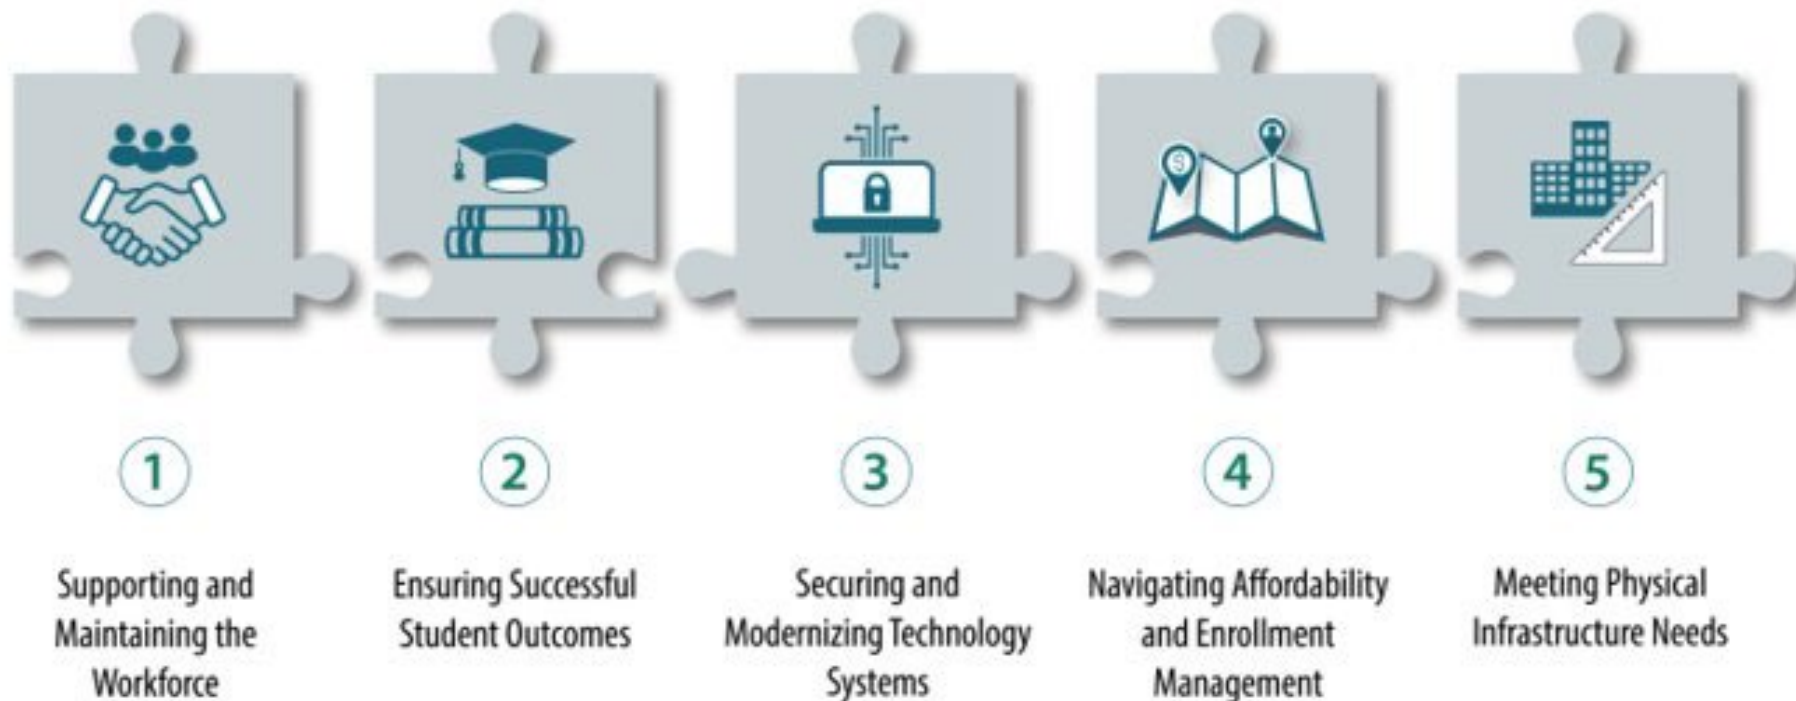 1
Supporting and
Maintaining the
Workforce
2
Ensuring Successful
Student Outcomes
3
Securing and
Modernizing Technology
Systems
4
$
Navigating Affordability
and Enrollment
Management
5
Meeting Physical
Infrastructure Needs